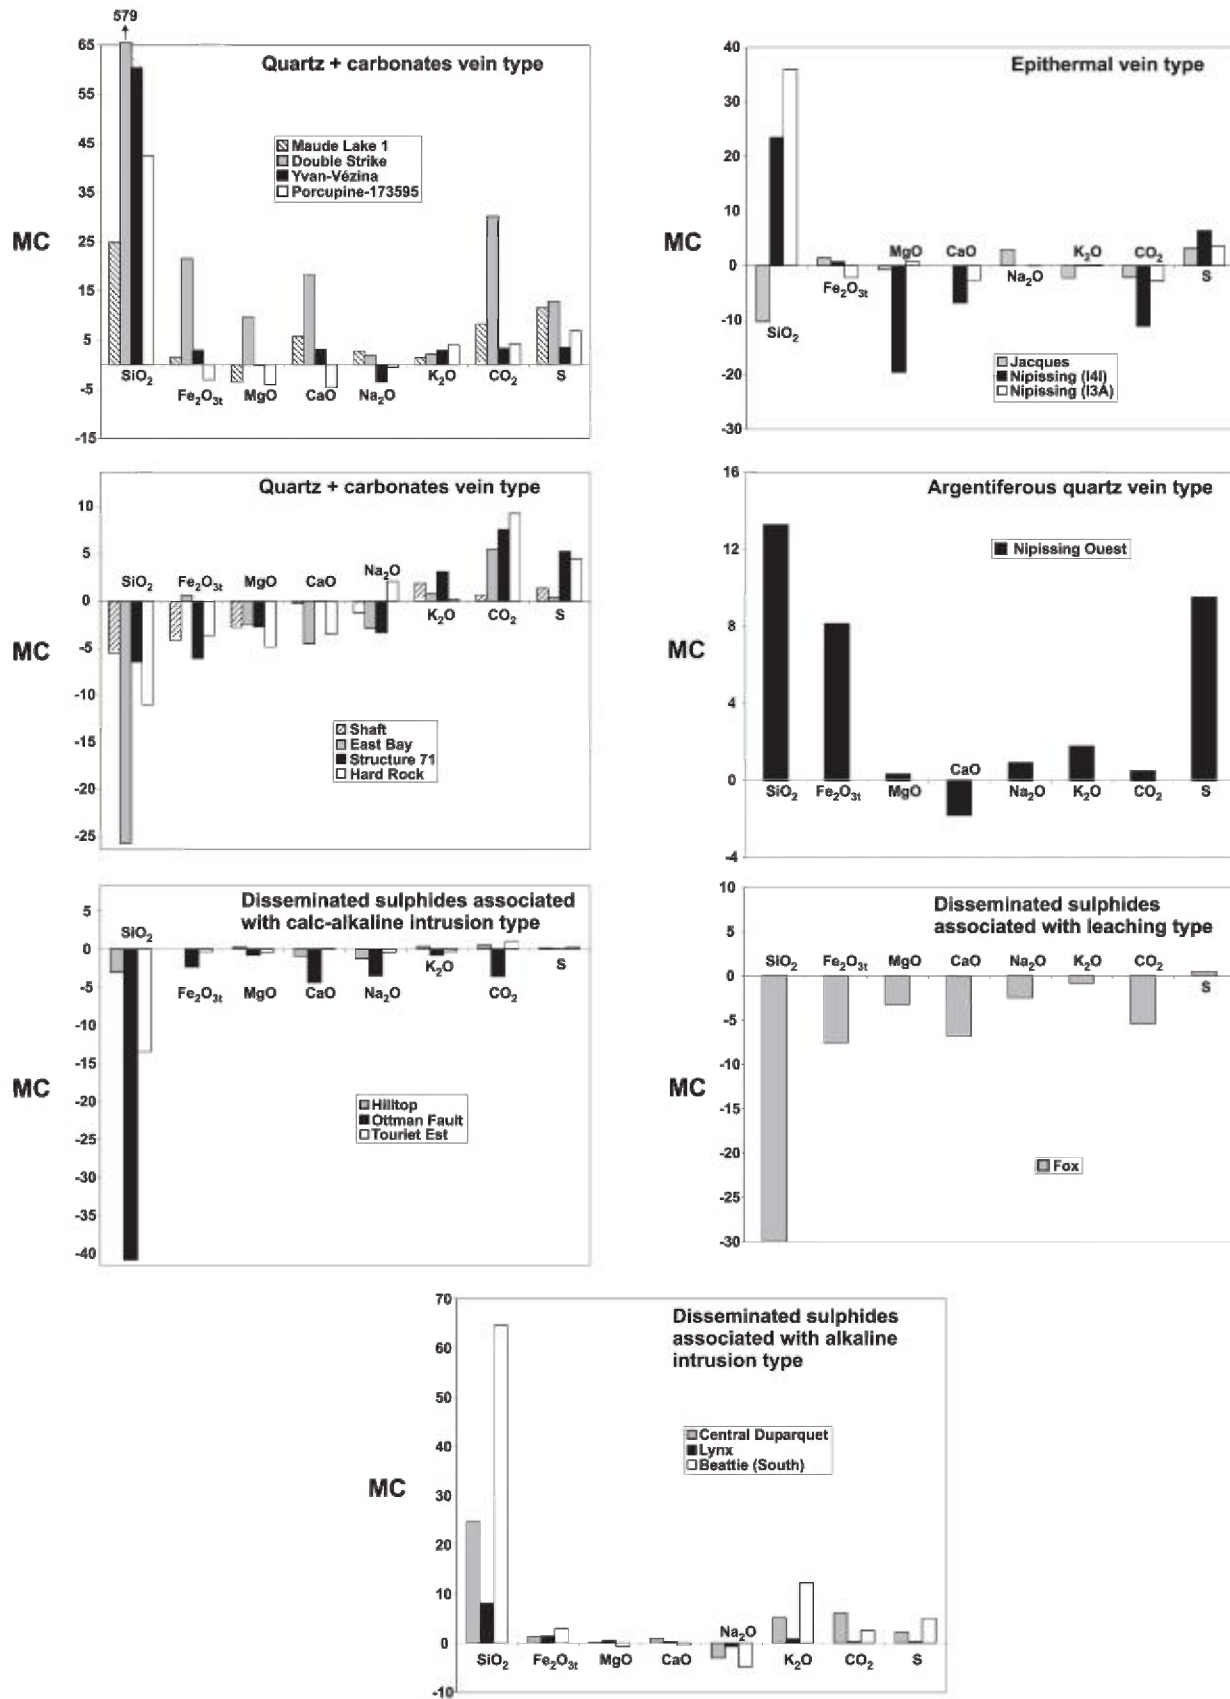 579
65
55
45
35
25
15
5
-5
-15
MC
Quartz + carbonates vein type
Maude Lake 1
Double Strike
Yvan-Vézina
Porcupine-173595
SiO2
Fe2O3t
MgO
CaO
Na2O
K2O
CO2
S
40
30
20
10
0
-10
-20
-30
MC
Epithermal vein type
SiO2
Fe2O3t
MgO
CaO
Na2O
K2O
CO2
S
Jacques
Nipissing (I4I)
Nipissing (I3A)
10
5
0
-5
-10
-15
-20
-25
MC
Quartz + carbonates vein type
SiO2
Fe2O3t
MgO
CaO
Na2O
K2O
CO2
S
Shaft
East Bay
Structure 71
Hard Rock
16
12
8
4
0
-4
MC
Argentiferous quartz vein type
Nipissing Ouest
SiO2
Fe2O3t
MgO
CaO
Na2O
K2O
CO2
S
5
0
-5
-10
-15
-20
-25
-30
-35
-40
MC
Disseminated sulphides associated
with calc-alkaline intrusion type
SiO2
Fe2O3t
MgO
CaO
Na2O
K2O
CO2
S
Hilltop
Ottman Fault
Touriet Est
10
5
0
-5
-10
-15
-20
-25
-30
MC
Disseminated sulphides
associated with leaching type
SiO2
Fe2O3t
MgO
CaO
Na2O
K2O
CO2
S
Fox
70
60
50
40
30
20
10
0
-10
MC
Disseminated sulphides
associated with alkaline
intrusion type
Central Duparquet
Lynx
Beattie (South)
SiO2
Fe2O3t
MgO
CaO
Na2O
K2O
CO2
S